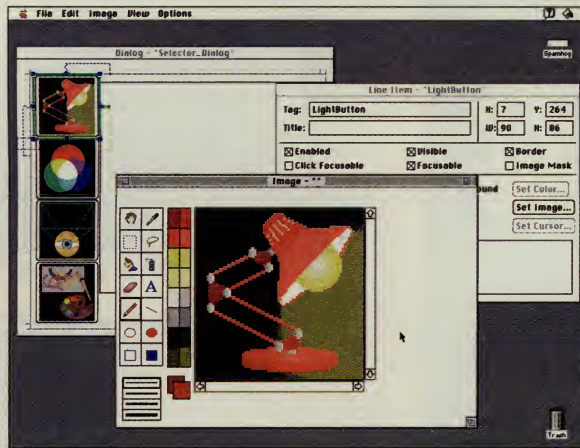 File Edit Image View Options
Dialog - "Selector_Dialog"
Spamhog
Line Item - "LightButton"
Tag: LightButton X: 7 Y: 264
Title: W: 90 H: 86
Enabled Visible Border
Click Focusable Focusable Image Mask
Set Color...
Set Image...
Set Cursor...
Image - ""
A
Trash